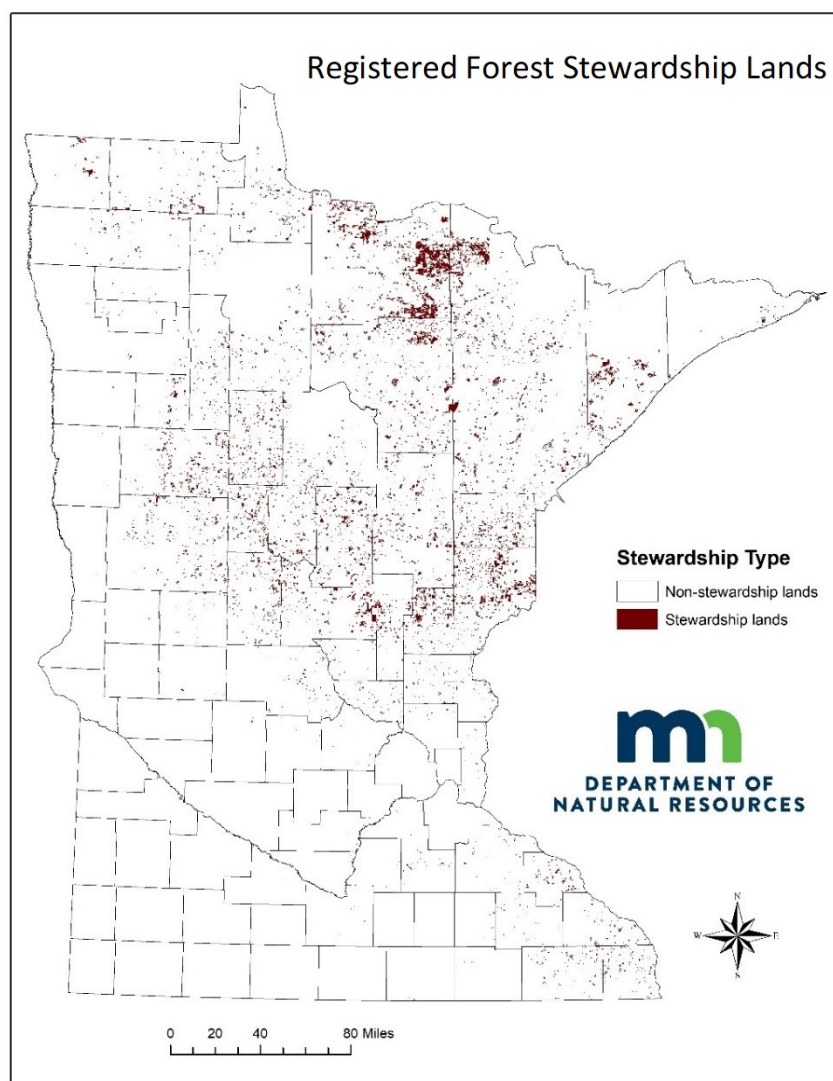 Registered Forest Stewardship Lands
Stewardship Type
Non-stewardship lands
Stewardship lands
mn
DEPARTMENT OF
NATURAL RESOURCES
N
W E
S
0 20 40 80 Miles